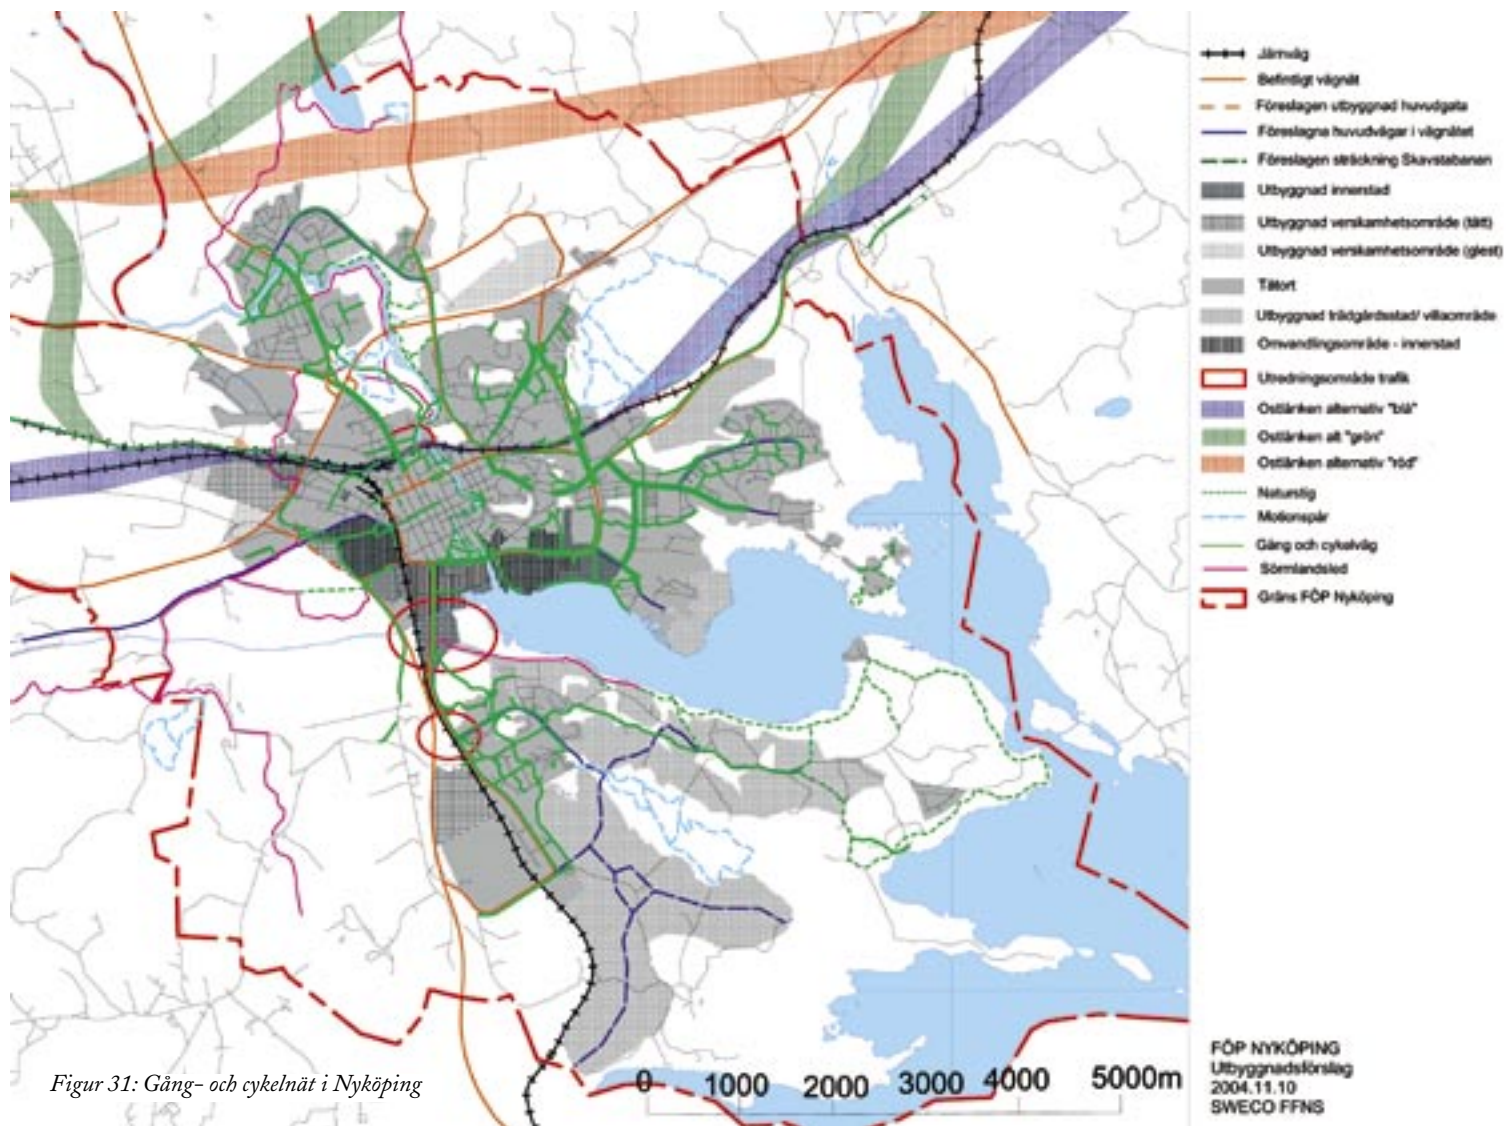 Järnväg
Befintligt vägnät
Föreslagen utbyggnad huvudgata
Föreslagna huvudvägar i vägnätet
Föreslagen sträckning Skavstabanan
Utbyggnad innerstad
Utbyggnad verskamhetsområde (tätt)
Utbyggnad verskamhetsområde (glest)
Tätort
Utbyggnad trädgårdsstad/ villaområde
Omvandlingsområde - innerstad
Utredningsområde trafik
Ostlänken alternativ "blå"
Ostlänken alt "grön"
Ostlänken alternativ "röd"
Naturstig
Motionspår
Gång och cykelväg
Sörmlandsled
Gräns FÖP Nyköping
FÖP NYKÖPING
Utbyggnadsförslag
2004.11.10
SWECO FFNS
0 1000 2000 3000 4000 5000m
Figur 31: Gång- och cykelnät i Nyköping